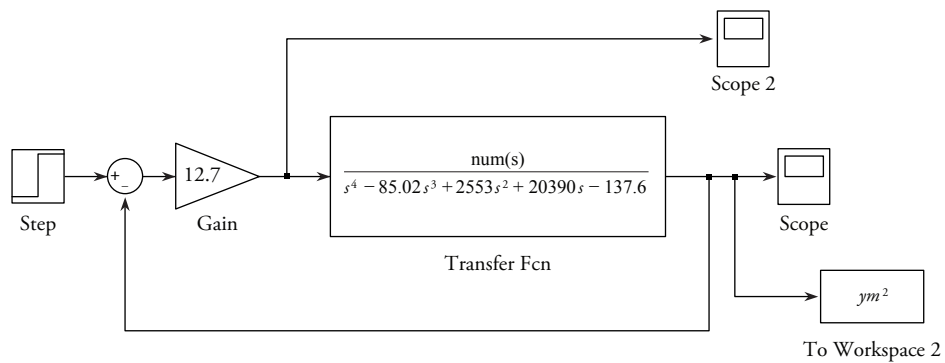 Scope 2
+
−
12.7
num(s)
s⁴ − 85.02s³ + 2553s² + 20390s − 137.6
Step
Gain
Scope
Transfer Fcn
ym²
To Workspace 2